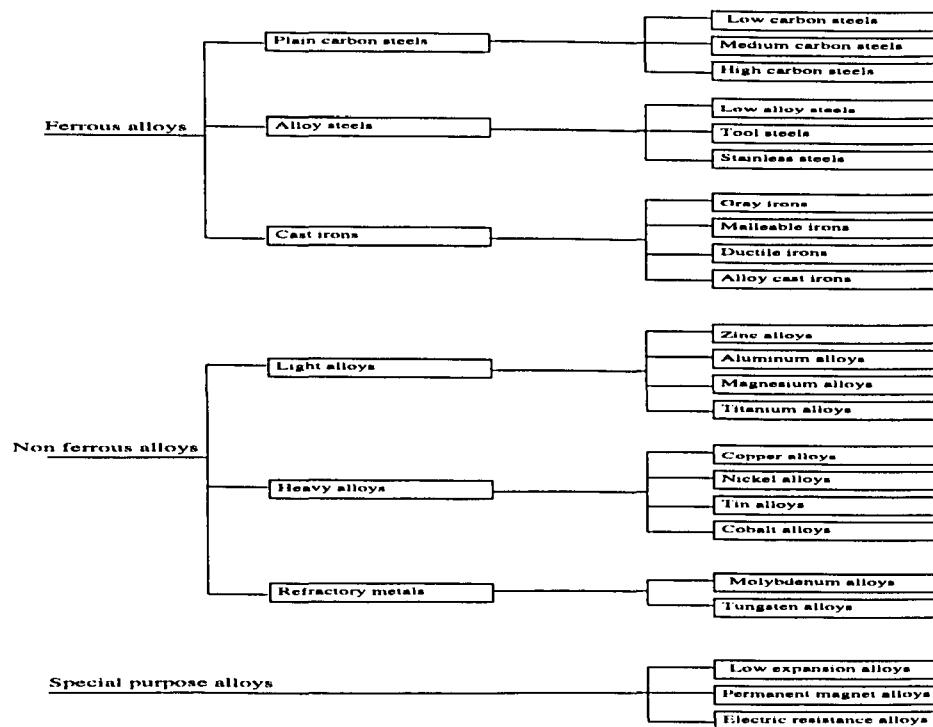 Ferrous alloys
Plain carbon steels
Low carbon steels
Medium carbon steels
High carbon steels
Alloy steels
Low alloy steels
Tool steels
Stainless steels
Cast irons
Gray irons
Malleable irons
Ductile irons
Alloy cast irons
Non ferrous alloys
Light alloys
Zinc alloys
Aluminum alloys
Magnesium alloys
Titanium alloys
Heavy alloys
Copper alloys
Nickel alloys
Tin alloys
Cobalt alloys
Refractory metals
Molybdenum alloys
Tungsten alloys
Special purpose alloys
Low expansion alloys
Permanent magnet alloys
Electric resistance alloys